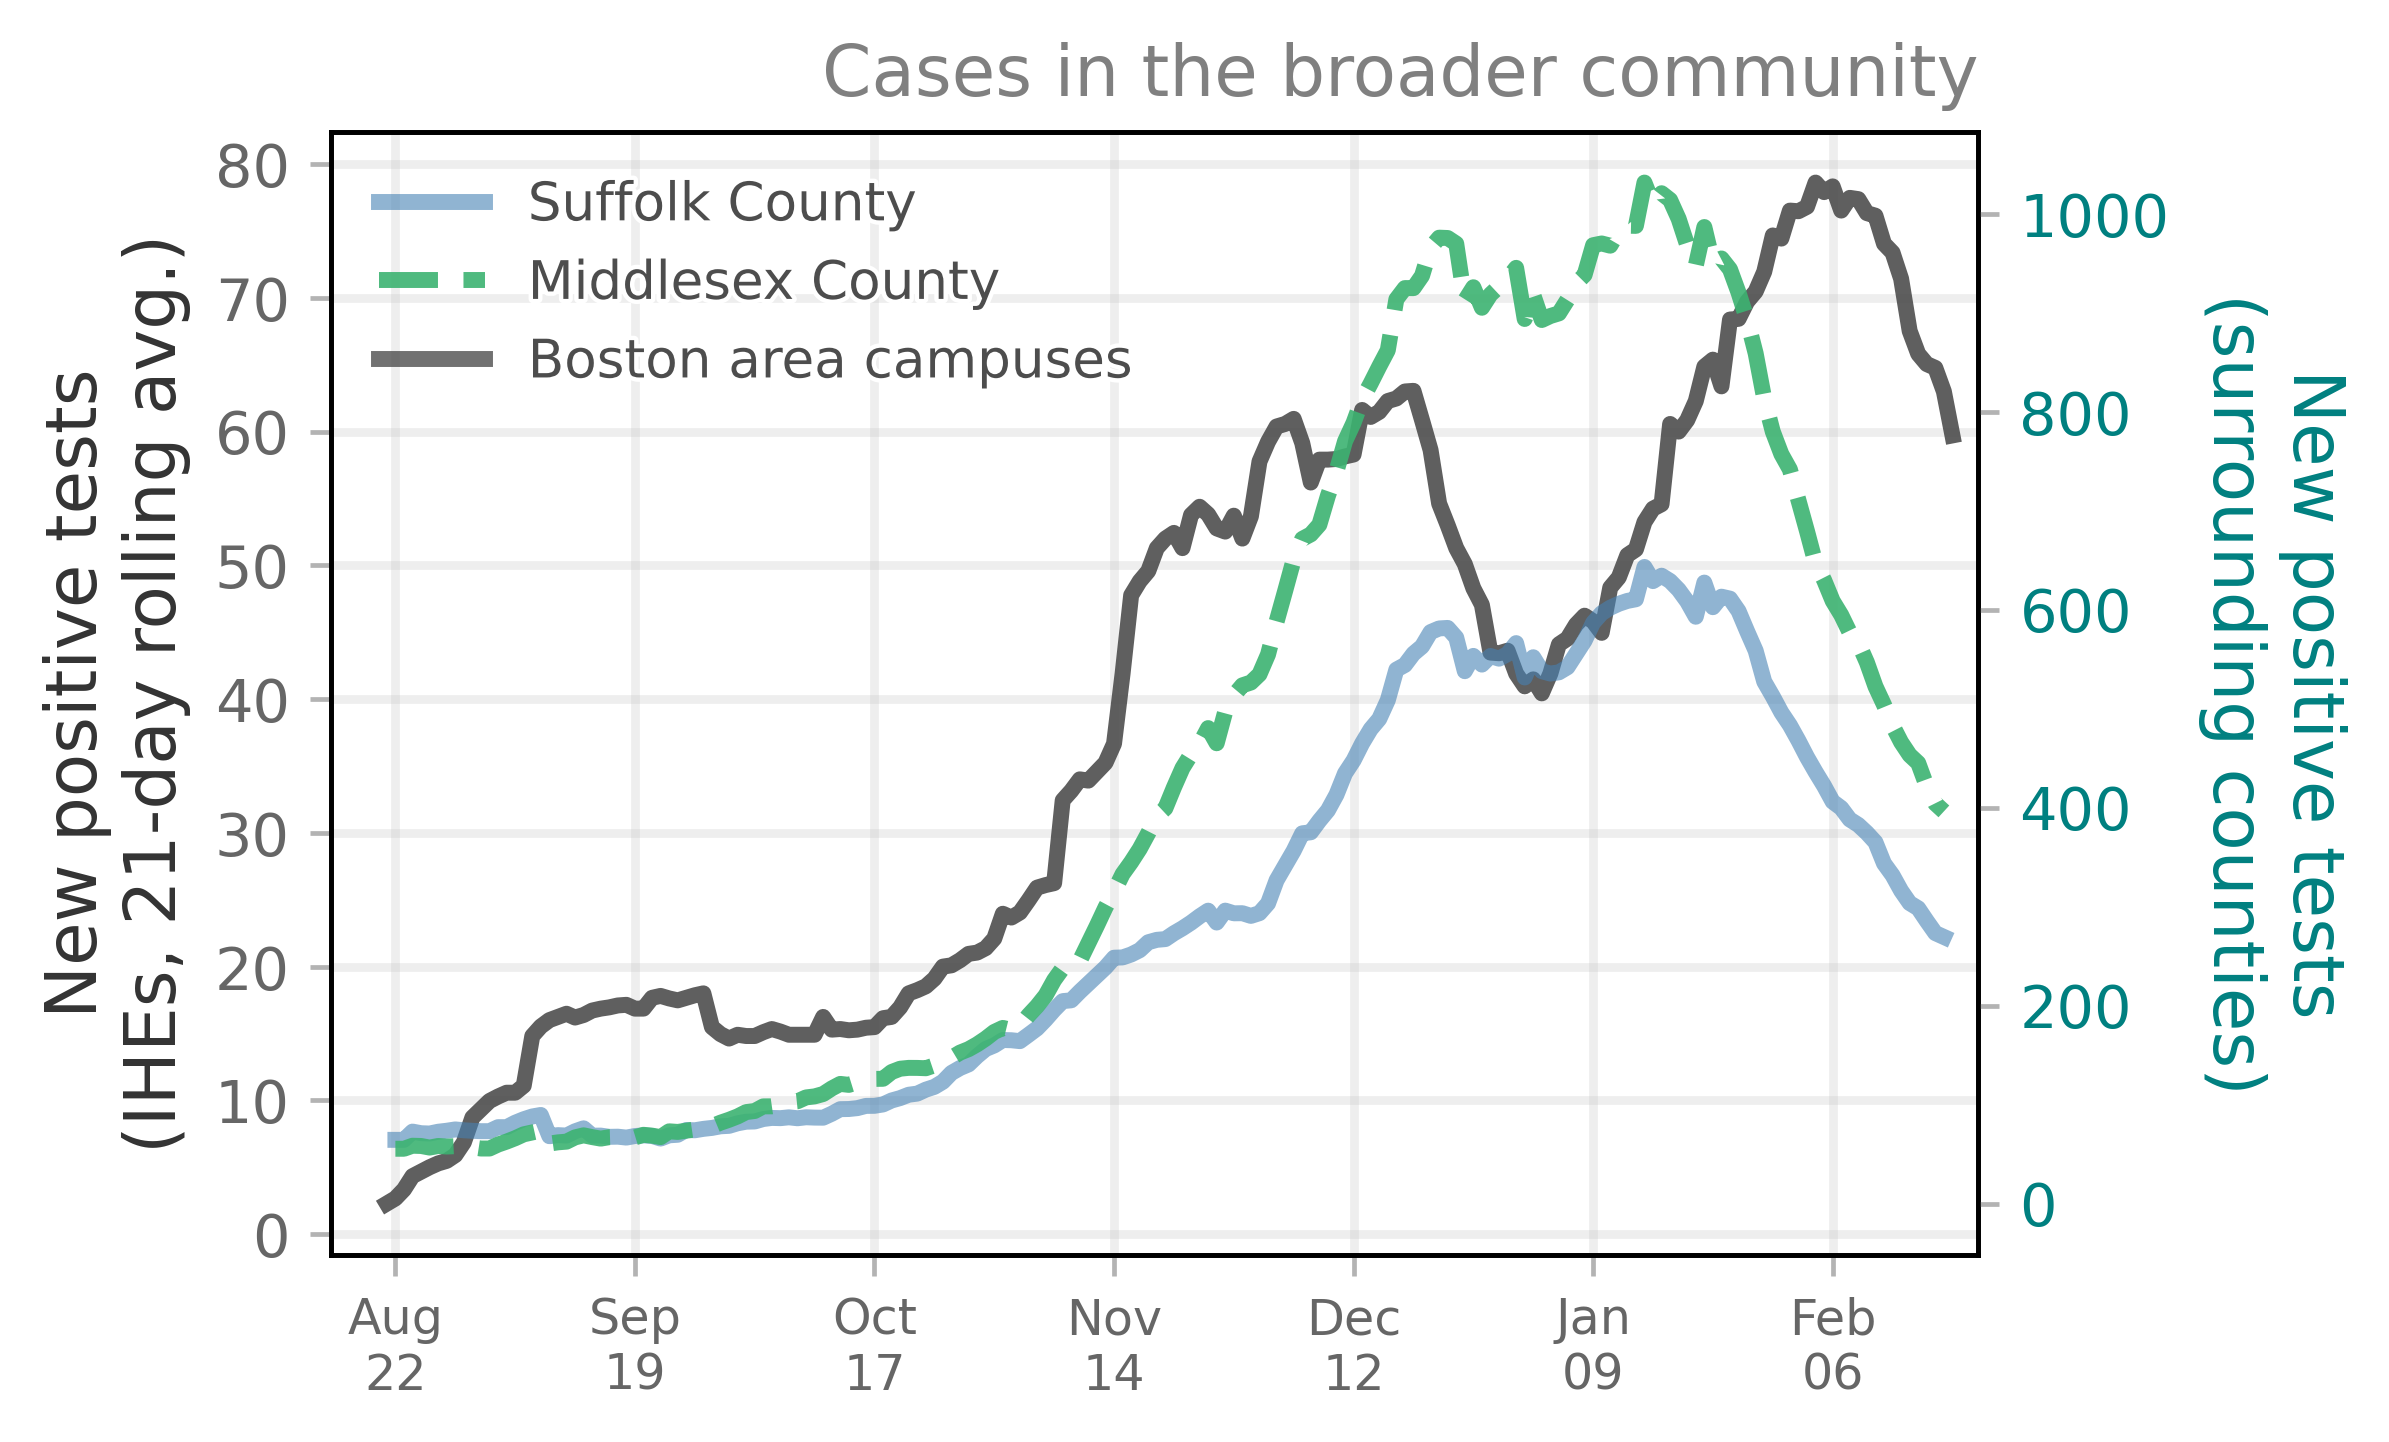 Cases in the broader community
Suffolk County
Middlesex County
Boston area campuses
New positive tests
(IHEs, 21-day rolling avg.)
80
70
60
50
40
30
20
10
0
1000
800
600
400
200
0
New positive tests
(surrounding counties)
Aug
22
Sep
19
Oct
17
Nov
14
Dec
12
Jan
09
Feb
06